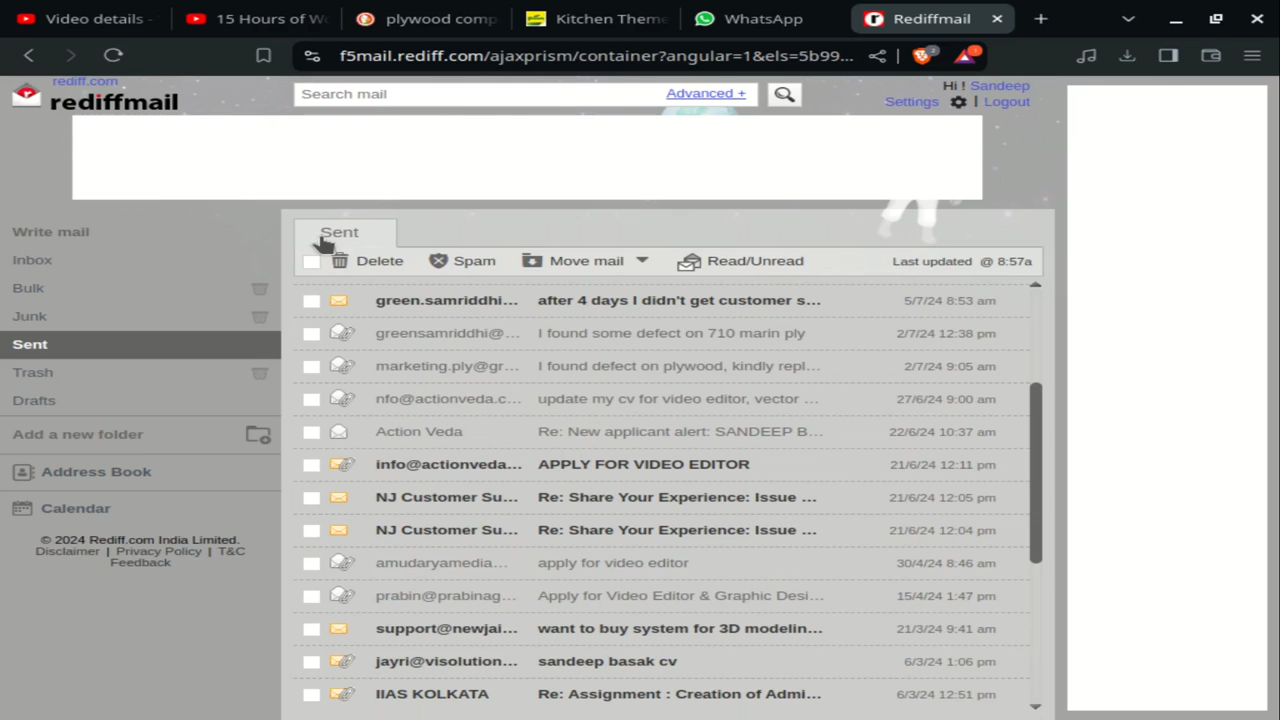 Video details -
15 Hours of Wo
plywood comp
Kitchen Theme
WhatsApp
Rediffmail
f5mail.rediff.com/ajaxprism/container?angular=1&els=5b99...
rediff.com
rediffmail
Search mail
Advanced +
Hi ! Sandeep
Settings | Logout
Write mail
Inbox
Bulk
Junk
Sent
Trash
Drafts
Add a new folder
Address Book
Calendar
© 2024 Rediff.com India Limited.
Disclaimer | Privacy Policy | T&C
Feedback
Sent
Delete Spam Move mail Read/Unread Last updated @ 8:57a
green.samriddhi... after 4 days I didn't get customer s... 5/7/24 8:53 am
greensamriddhi@... I found some defect on 710 marin ply 2/7/24 12:38 pm
marketing.ply@gr... I found defect on plywood, kindly repl... 2/7/24 9:05 am
nfo@actionveda.c... update my cv for video editor, vector ... 27/6/24 9:00 am
Action Veda Re: New applicant alert: SANDEEP B... 22/6/24 10:37 am
info@actionveda... APPLY FOR VIDEO EDITOR 21/6/24 12:11 pm
NJ Customer Su... Re: Share Your Experience: Issue ... 21/6/24 12:05 pm
NJ Customer Su... Re: Share Your Experience: Issue ... 21/6/24 12:04 pm
amudaryamedia... apply for video editor 30/4/24 8:46 am
prabin@prabinag... Apply for Video Editor & Graphic Desi... 15/4/24 1:47 pm
support@newjai... want to buy system for 3D modelin... 21/3/24 9:41 am
jayri@visolution... sandeep basak cv 6/3/24 1:06 pm
IIAS KOLKATA Re: Assignment : Creation of Admi... 6/3/24 12:51 pm